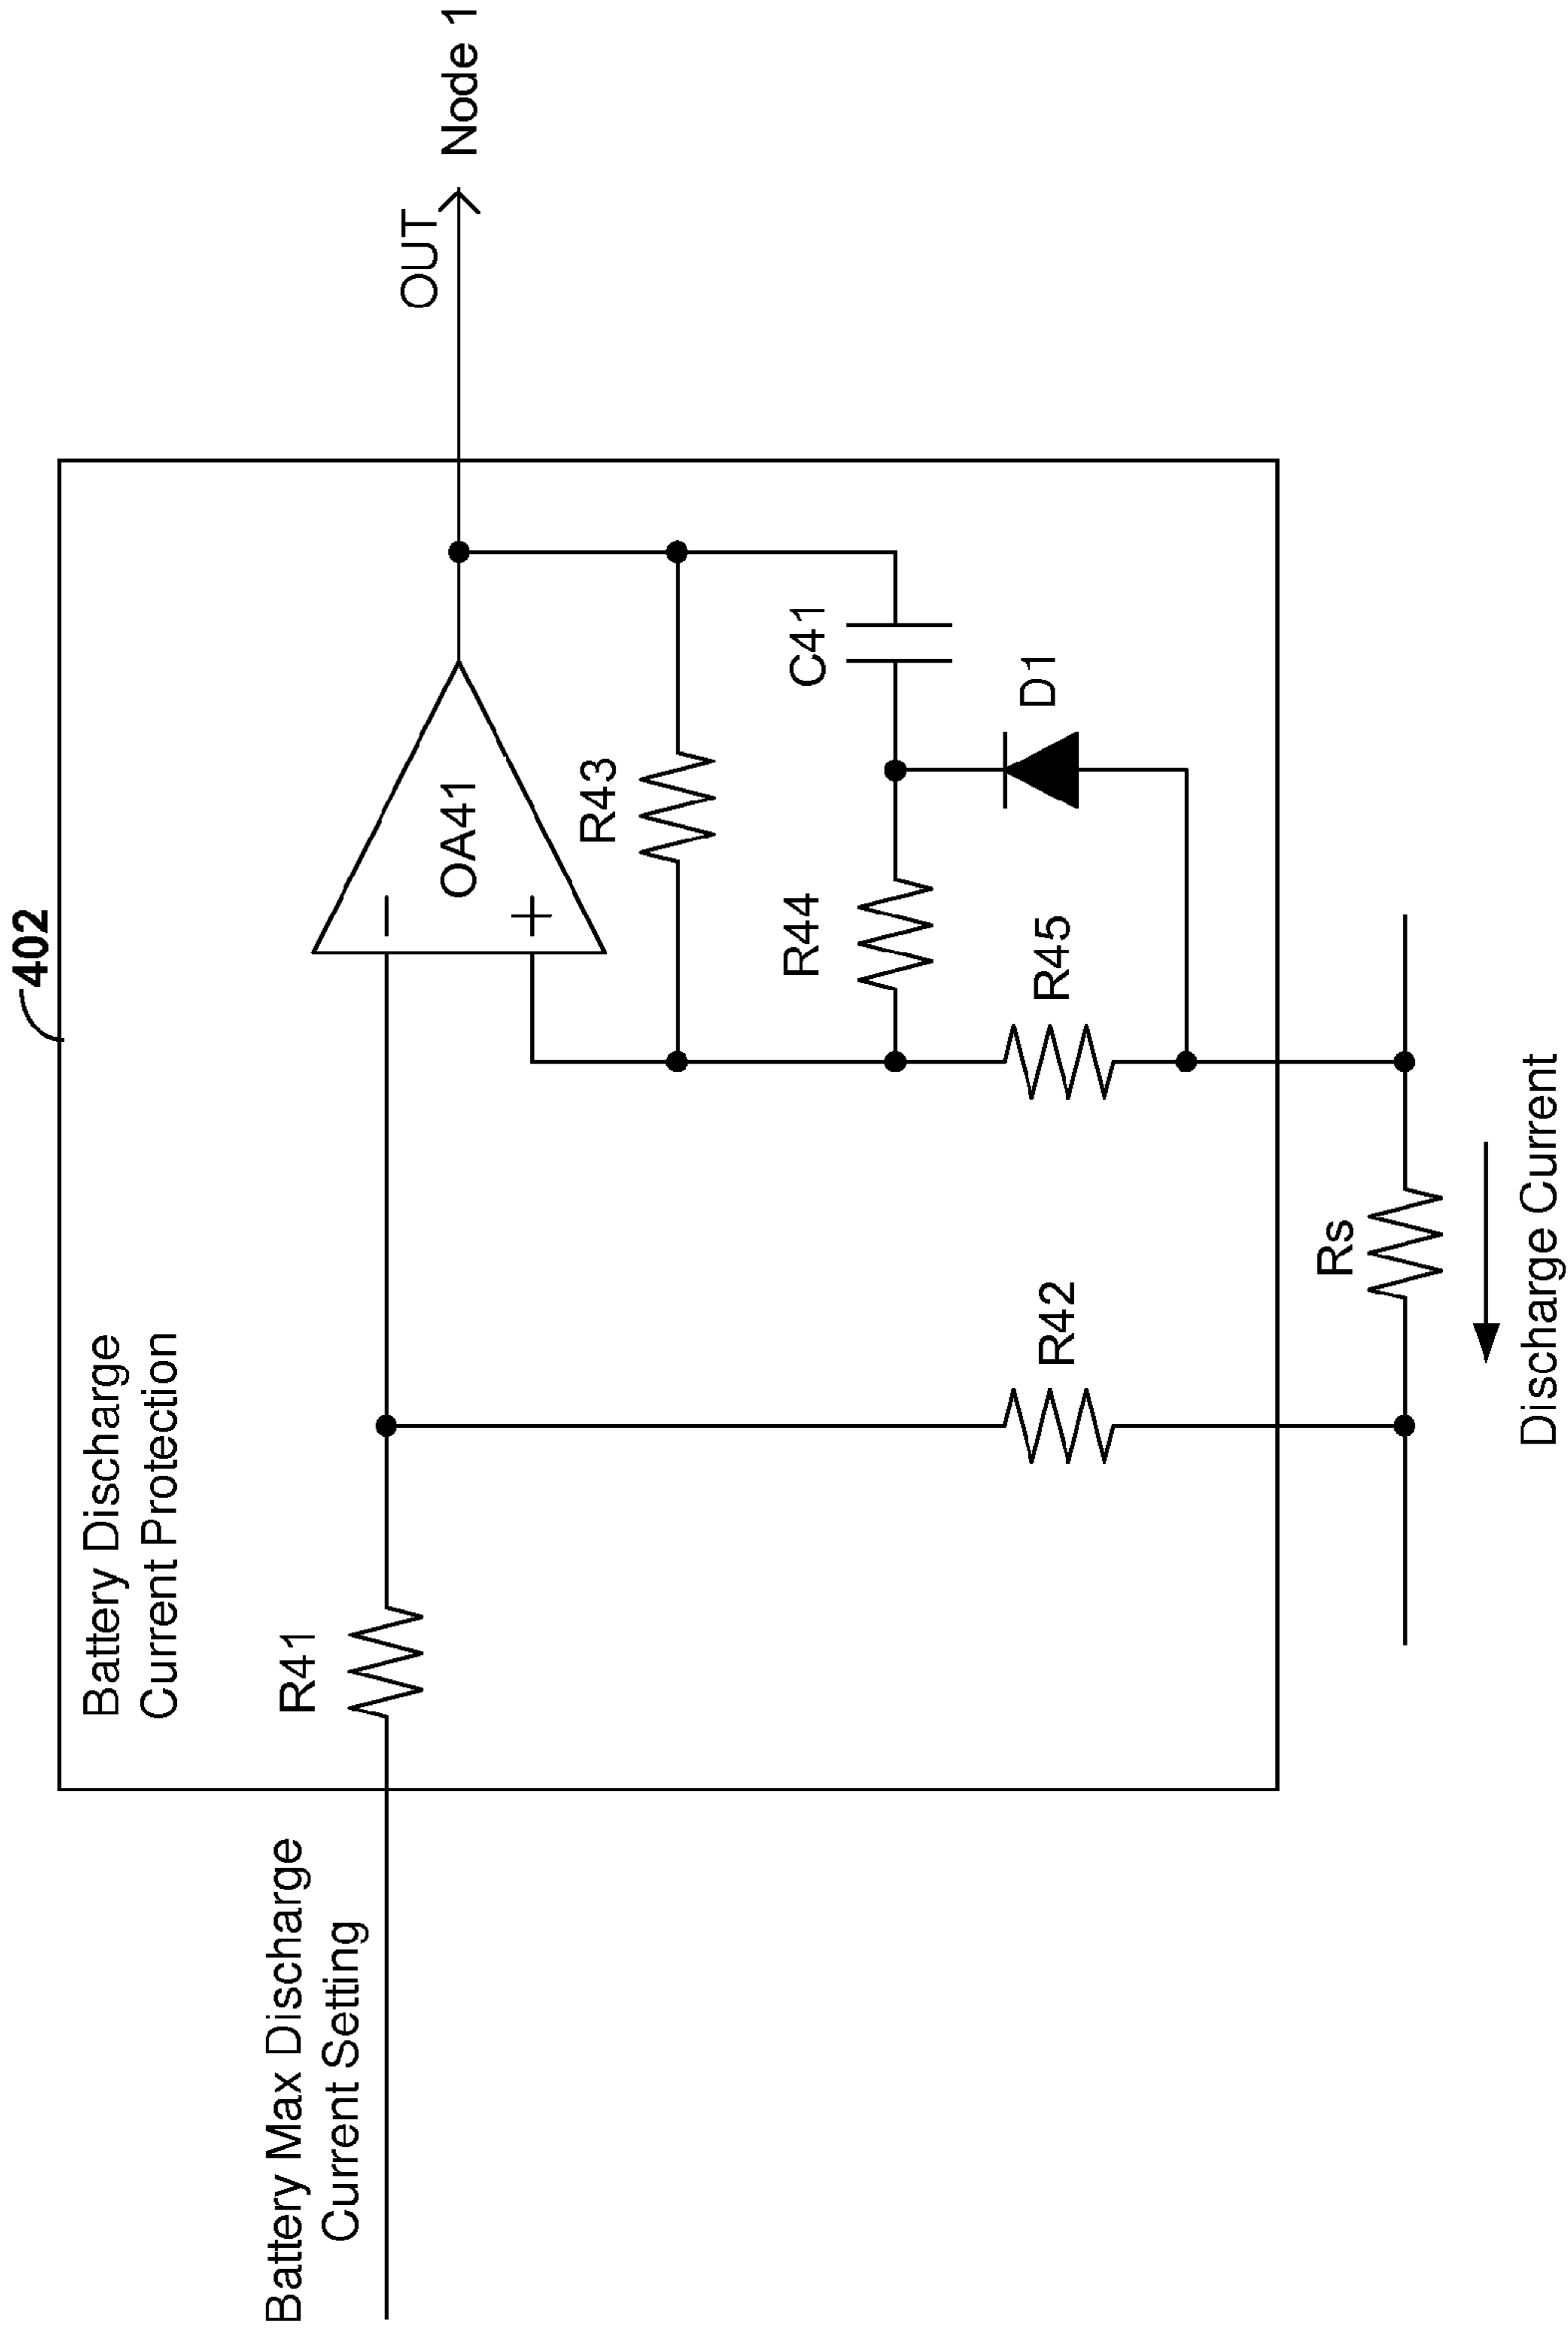 402
Battery Discharge
Current Protection
Battery Max Discharge
Current Setting
R41
OA41
−
+
OUT
Node 1
R43
R44
C41
D1
R42
R45
Rs
Discharge Current